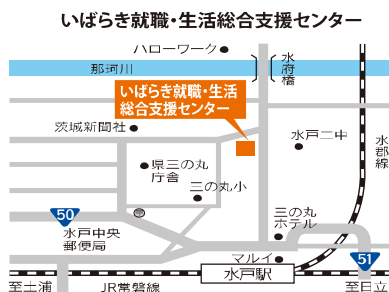 いばらき就職・生活総合支援センター
ハローワーク
那珂川
水府橋
いばらき就職・生活
総合支援センター
茨城新聞社
水戸二中
水郡線
県三の丸
庁舎
三の丸小
50
水戸中央
郵便局
三の丸
ホテル
マルイ
51
水戸駅
至土浦
JR常磐線
至日立